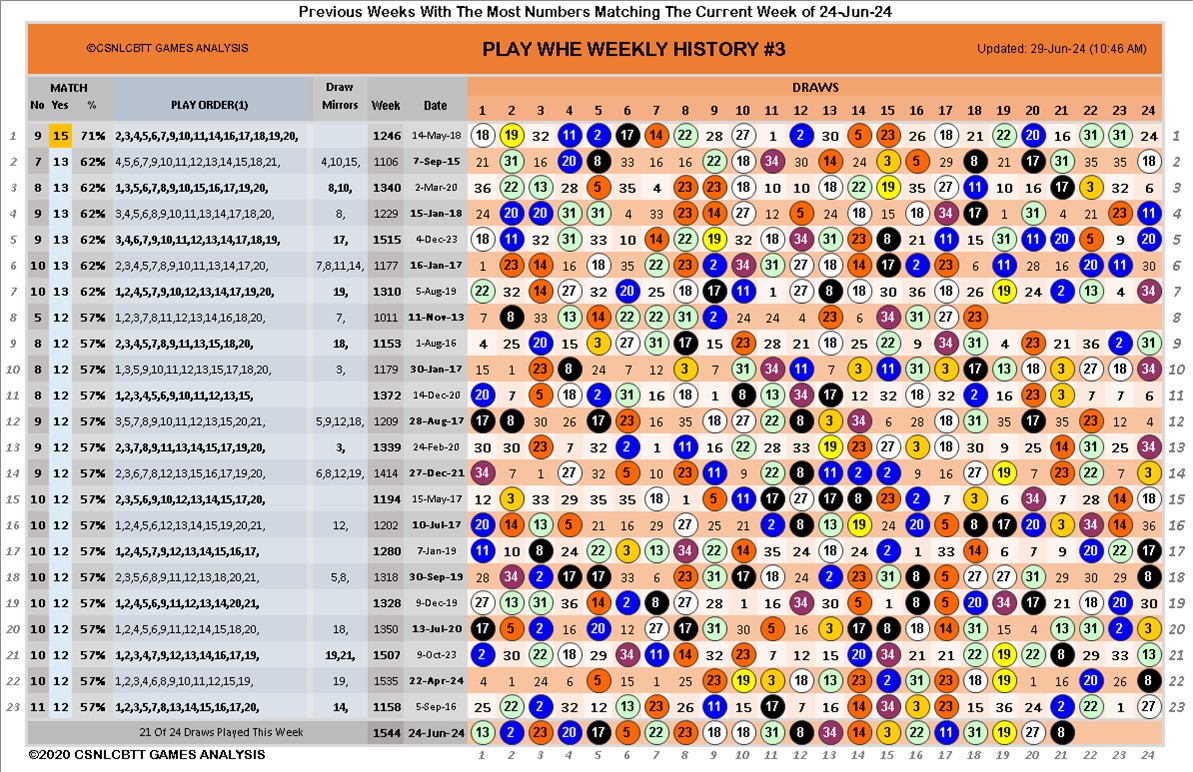 Previous Weeks With The Most Numbers Matching The Current Week of 24-Jun-24
©CSNLCBTT GAMES ANALYSIS PLAY WHE WEEKLY HISTORY #3 Updated: 29-Jun-24 (10:46 AM)
MATCH Draw DRAWS
No Yes % PLAY ORDER(1) Mirrors Week Date 1 2 3 4 5 6 7 8 9 10 11 12 13 14 15 16 17 18 19 20 21 22 23 24
1 9 15 71% 2,3,4,5,6,7,9,10,11,14,16,17,18,19,20, 1246 14-May-18 18 19 32 11 2 17 14 22 28 27 1 2 30 5 23 26 18 21 22 20 16 31 31 24 1
2 7 13 62% 4,5,6,7,9,10,11,12,13,14,15,18,21, 4,10,15, 1106 7-Sep-15 21 31 16 20 8 33 16 16 22 18 34 30 14 24 3 5 29 8 21 17 31 35 35 18 2
3 8 13 62% 1,3,5,6,7,8,9,10,15,16,17,19,20, 8,10, 1340 2-Mar-20 36 22 13 28 5 35 4 23 23 18 10 10 18 22 19 35 27 11 10 16 17 3 32 6 3
4 9 13 62% 3,4,5,6,8,9,10,11,13,14,17,18,20, 8, 1229 15-Jan-18 24 20 20 31 31 4 33 23 14 27 12 5 24 18 15 18 34 17 1 31 4 21 23 11 4
5 9 13 62% 3,4,6,7,9,10,11,12,13,14,17,18,19, 17, 1515 4-Dec-23 18 11 32 31 33 10 14 22 19 32 18 34 31 23 8 21 11 15 31 11 20 5 9 20 5
6 10 13 62% 2,3,4,5,7,8,9,10,11,13,14,17,20, 7,8,11,14, 1177 16-Jan-17 1 23 14 16 18 35 22 23 2 34 31 27 18 14 17 2 23 6 11 28 16 20 11 30 6
7 10 13 62% 1,2,5,6,7,9,10,12,13,14,17,19,20, 19, 1310 5-Aug-19 22 32 14 27 32 20 25 18 17 11 1 27 8 18 30 36 18 26 19 24 2 13 4 34 7
8 5 12 57% 1,2,3,7,8,11,11,12,13,14,15,16,18, 7, 1011 11-Nov-13 7 8 33 13 14 22 22 31 2 24 24 4 23 6 34 31 27 23 8
9 8 12 57% 2,3,4,5,7,8,9,11,13,15,18,20, 18, 1153 1-Aug-16 4 25 20 15 3 27 31 17 15 23 28 21 18 15 22 9 34 31 4 23 21 36 2 31 9
10 8 12 57% 1,3,5,9,10,11,12,13,15,17,18,20, 3, 1179 30-Jan-17 15 1 23 8 24 6 7 12 3 7 31 34 11 7 3 11 31 3 17 13 18 3 27 18 34 10
11 8 12 57% 1,2,3,4,5,6,9,10,11,12,13,15, 1372 14-Dec-20 20 7 5 18 2 31 16 18 1 8 13 34 17 12 32 18 32 2 16 23 3 7 7 6 11
12 9 12 57% 3,5,7,8,9,10,11,12,13,15,20,21, 5,9,12,18, 1209 28-Aug-17 17 8 30 26 17 23 16 35 18 27 22 8 3 34 6 28 18 31 35 17 35 23 12 4 12
13 9 12 57% 2,3,7,8,9,11,13,14,15,17,19,20, 3, 1339 24-Feb-20 30 30 23 7 32 2 1 11 16 22 28 33 19 23 27 3 18 30 9 25 14 31 25 13 13
14 9 12 57% 2,3,6,7,8,12,13,15,16,17,19,20, 6,8,12,19, 1414 27-Dec-21 34 7 1 27 32 5 10 23 11 9 22 8 11 2 2 9 16 27 19 7 23 22 7 3 14
15 10 12 57% 2,3,5,6,9,10,12,13,14,15,17,20, 1194 15-May-17 12 3 33 29 35 35 18 1 5 11 17 27 17 8 23 2 7 3 6 34 7 28 14 18 15
16 10 12 57% 1,2,4,5,6,12,13,14,15,19,20,21, 12, 1202 10-Jul-17 20 14 13 5 21 16 29 27 25 21 2 8 13 19 24 20 5 8 17 20 3 34 14 36 16
17 10 12 57% 1,2,4,5,7,9,12,13,14,15,16,17, 1280 7-Jan-19 11 10 8 24 22 3 13 34 22 14 35 24 18 24 2 1 33 14 6 7 9 20 22 17 17
18 10 12 57% 2,3,5,6,8,9,11,12,13,18,20,21, 5,8, 1318 30-Sep-19 28 34 2 17 17 33 6 23 31 17 18 24 2 23 31 8 5 27 27 31 29 30 29 8 18
19 10 12 57% 1,2,4,5,6,9,11,12,13,14,20,21, 1328 9-Dec-19 27 13 31 36 14 2 8 27 28 1 16 34 30 5 1 8 5 20 34 17 21 18 20 30 19
20 10 12 57% 1,2,4,5,6,9,11,12,14,15,18,20, 18, 1350 13-Jul-20 17 5 2 16 20 12 27 17 31 30 5 16 3 17 8 18 14 31 15 4 13 31 2 3 20
21 10 12 57% 1,2,3,4,7,9,12,13,14,16,17,19, 19,21, 1507 9-Oct-23 2 30 22 18 29 34 11 14 32 23 7 12 15 20 34 21 21 22 19 22 8 29 33 13 21
22 10 12 57% 1,2,3,4,6,8,9,10,11,12,15,19, 19, 1535 22-Apr-24 4 1 24 6 5 15 1 25 23 19 3 18 13 23 2 31 23 18 19 1 16 20 26 8 22
23 11 12 57% 1,2,3,5,7,8,13,14,15,16,17,20, 14, 1158 5-Sep-16 25 22 2 32 12 13 23 26 11 15 17 7 16 14 34 31 5 15 36 24 2 22 1 27 23
21 Of 24 Draws Played This Week 1544 24-Jun-24 13 2 23 20 17 5 22 23 18 18 31 8 34 14 3 22 11 31 19 27 8
©2020 CSNLCBTT GAMES ANALYSIS 1 2 3 4 5 6 7 8 9 10 11 12 13 14 15 16 17 18 19 20 21 22 23 24